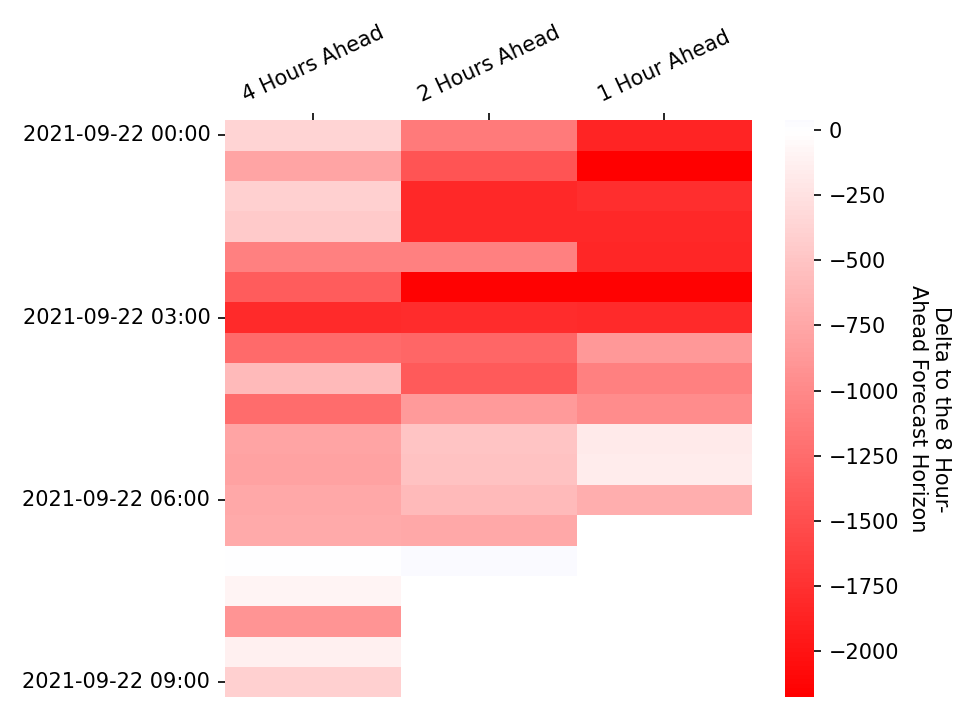 4 Hours Ahead
2 Hours Ahead
1 Hour Ahead
2021-09-22 00:00
2021-09-22 03:00
2021-09-22 06:00
2021-09-22 09:00
0
−250
−500
−750
−1000
−1250
−1500
−1750
−2000
Delta to the 8 Hour-
Ahead Forecast Horizon